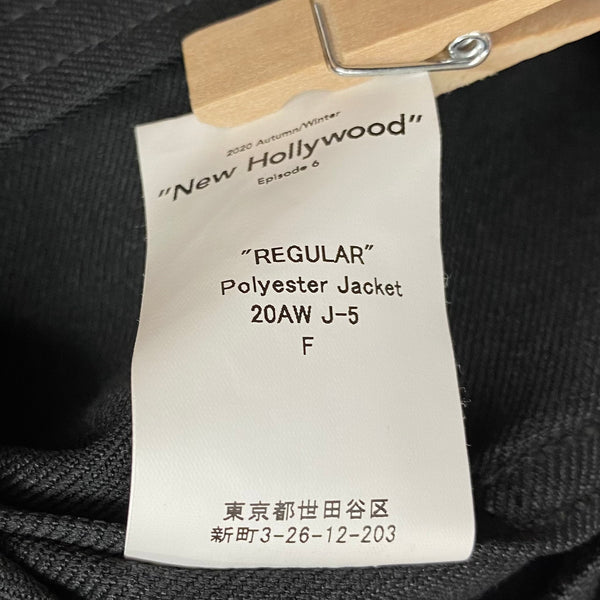 2020 Autumn/Winter
"New Hollywood"
Episode 6
"REGULAR"
Polyester Jacket
20AW J-5
F
東京都世田谷区
新町3-26-12-203